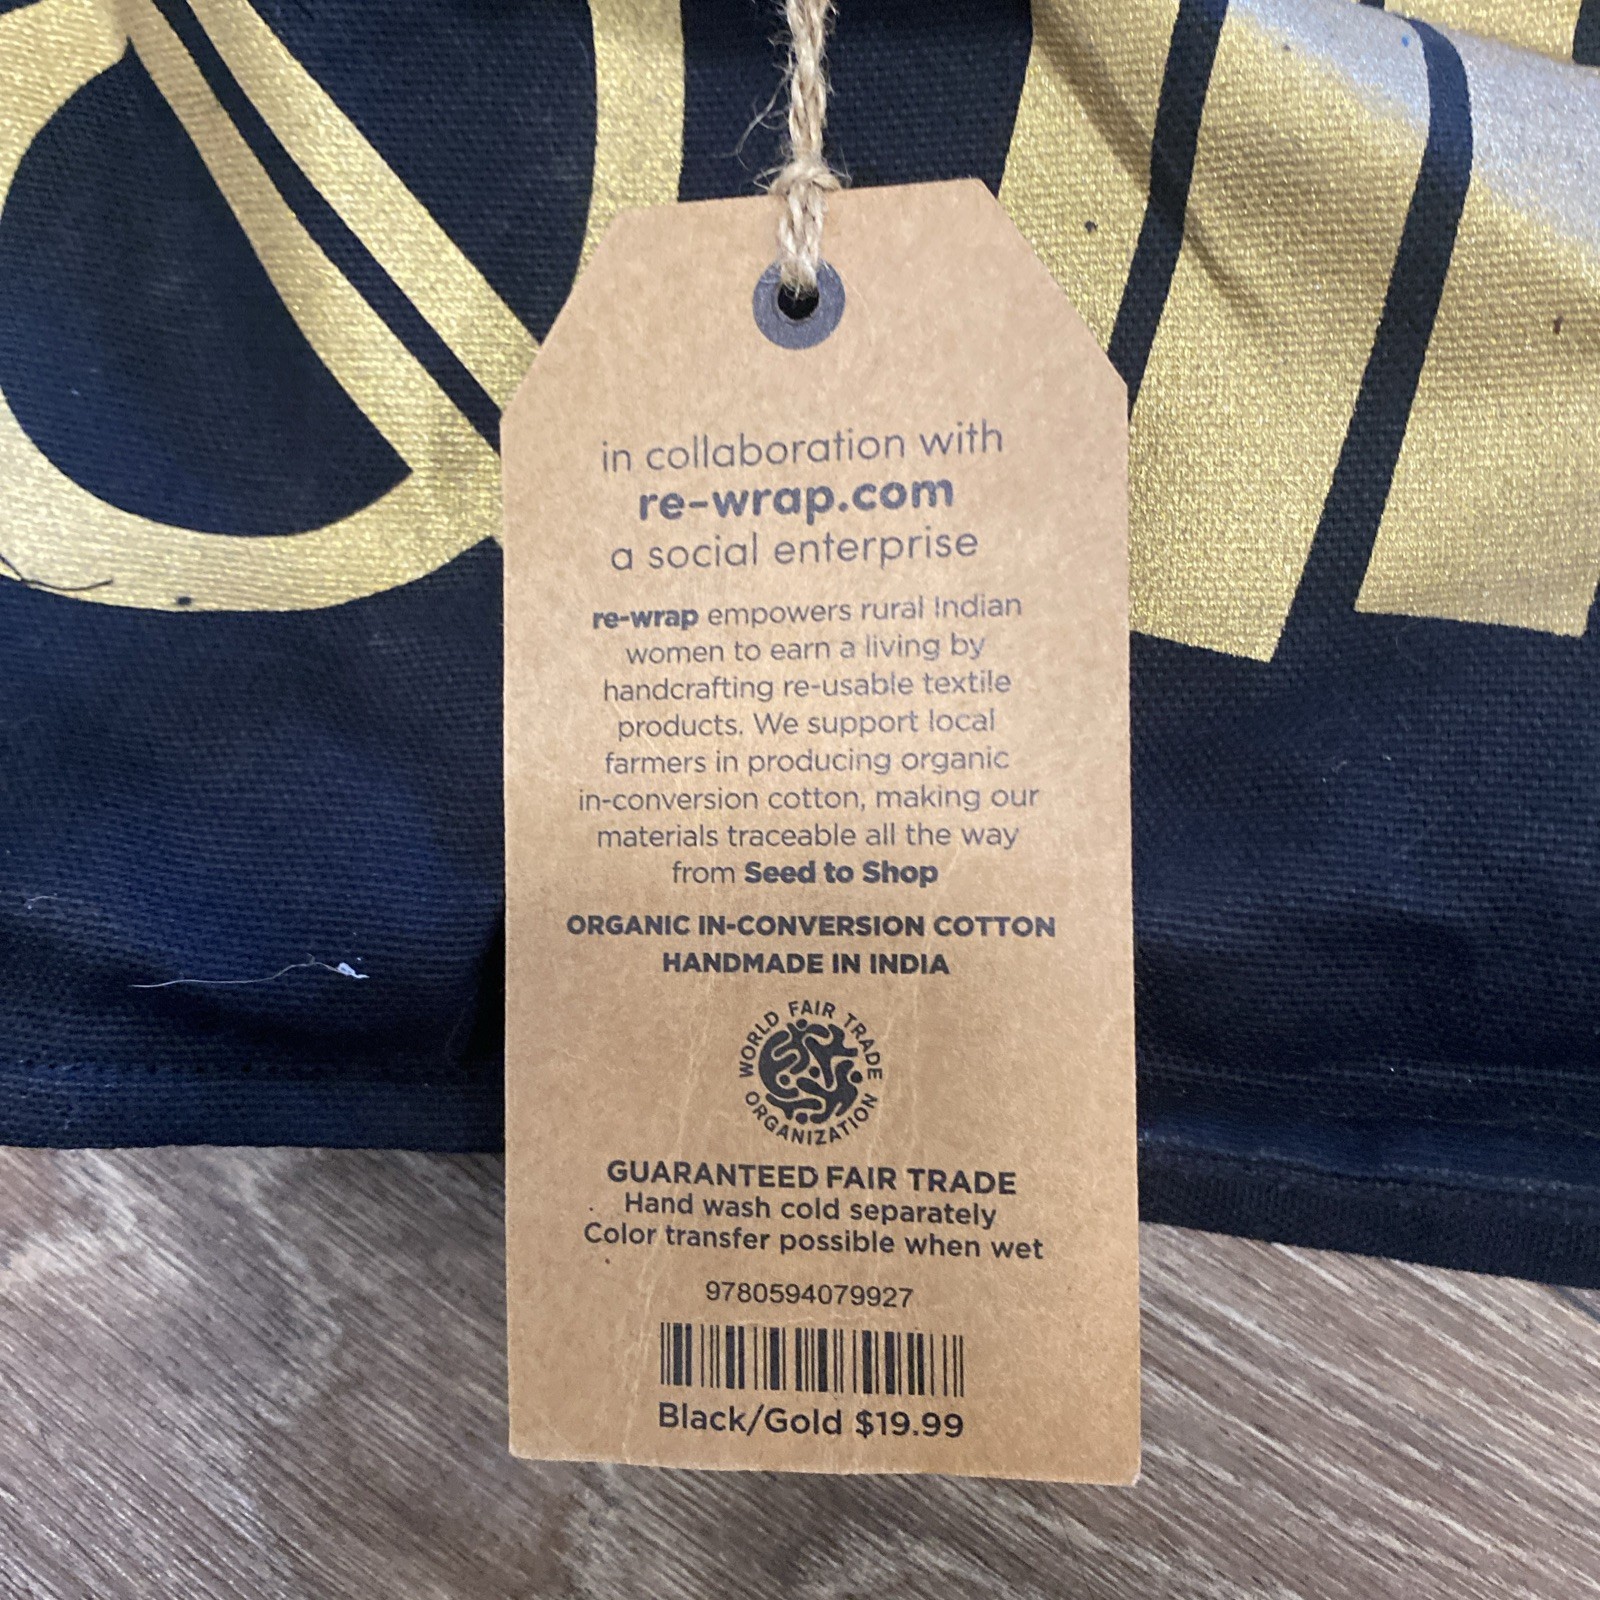 in collaboration with
re-wrap.com
a social enterprise
re-wrap empowers rural Indian
women to earn a living by
handcrafting re-usable textile
products. We support local
farmers in producing organic
in-conversion cotton, making our
materials traceable all the way
from Seed to Shop
ORGANIC IN-CONVERSION COTTON
HANDMADE IN INDIA
WORLD FAIR TRADE
ORGANIZATION
GUARANTEED FAIR TRADE
Hand wash cold separately
Color transfer possible when wet
9780594079927
Black/Gold $19.99